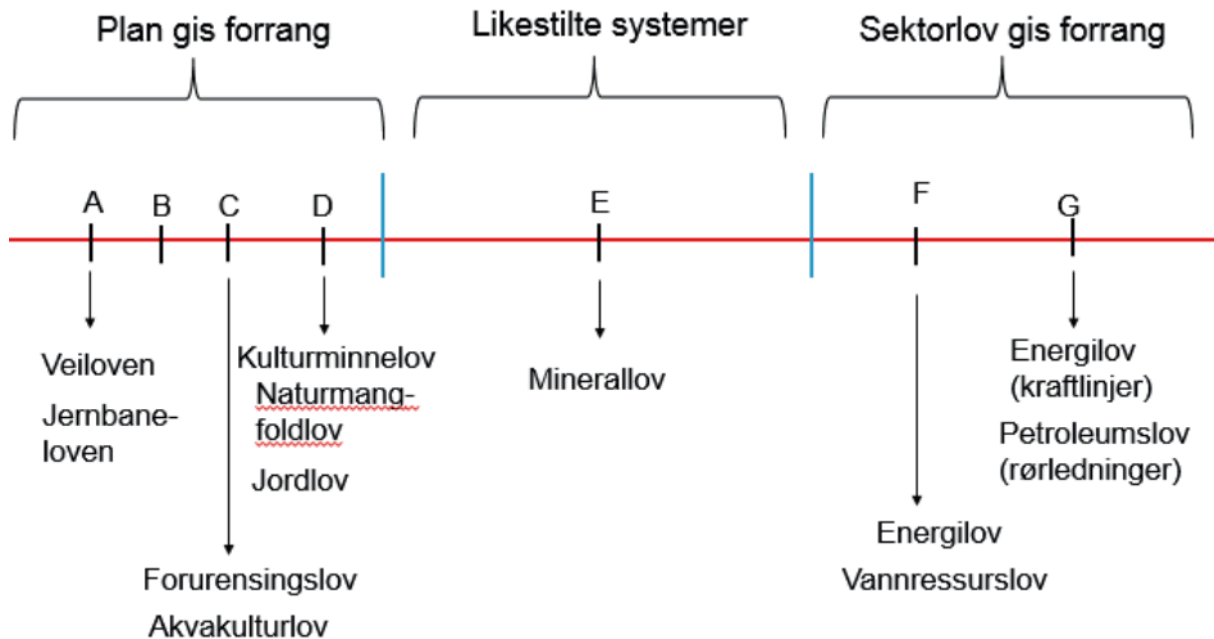 Plan gis forrang
Likestilte systemer
Sektorlov gis forrang
A
B
C
D
E
F
G
Veiloven
Jernbane-
loven
Kulturminnelov
Naturmang-
foldlov
Jordlov
Forurensingslov
Akvakulturlov
Minerallov
Energilov
Vannressurslov
Energilov
(kraftlinjer)
Petroleumslov
(rørledninger)